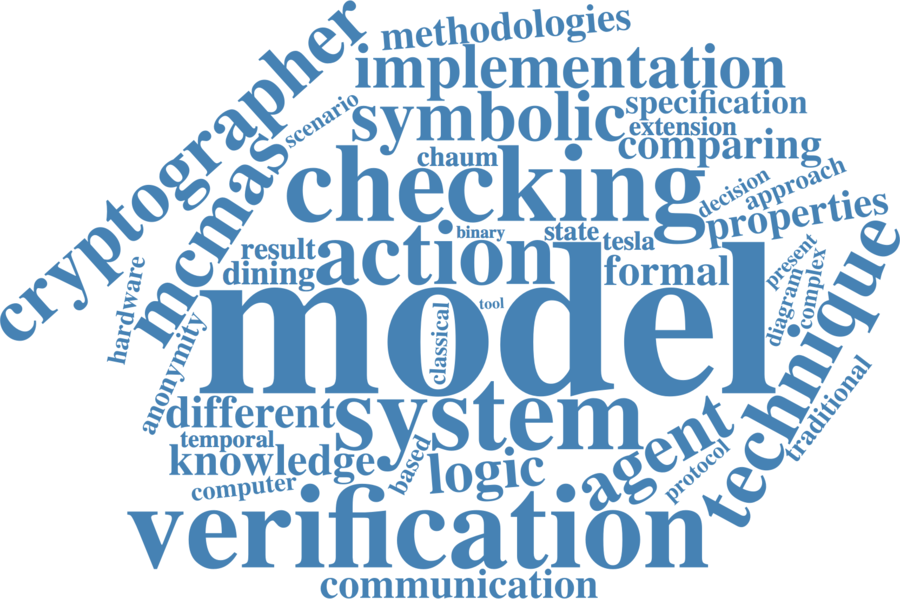 methodologies
cryptographer
implementation
scenario
symbolic
specification
extension
comparing
mcmas
chaum
checking
decision
approach
properties
binary
state
tesla
result
action
dining
formal
hardware
present
diagram
complex
technique
model
classical
tool
anonymity
different
system
temporal
knowledge
based
logic
agent
protocol
traditional
computer
verification
communication